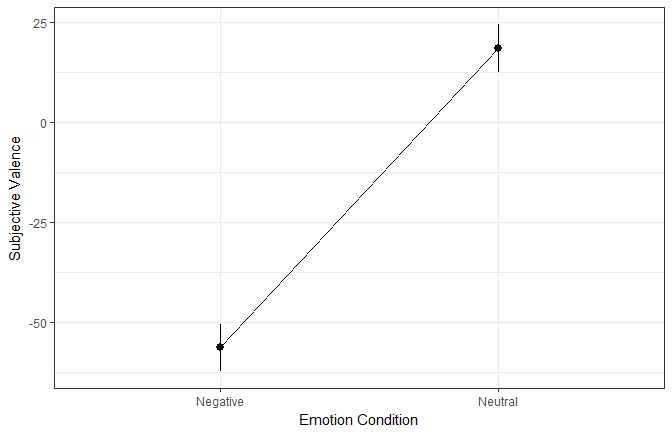 25
0
-25
-50
Subjective Valence
Negative
Neutral
Emotion Condition